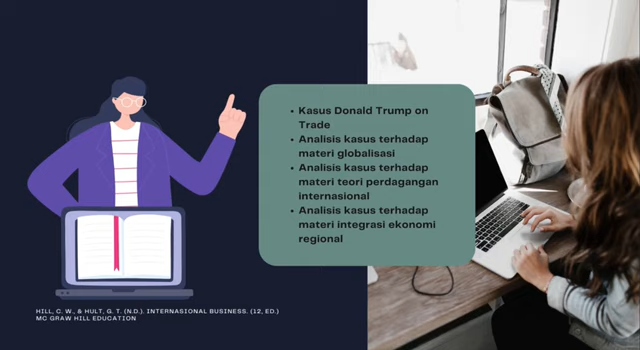 • Kasus Donald Trump on
Trade
• Analisis kasus terhadap
materi globalisasi
• Analisis kasus terhadap
materi teori perdagangan
internasional
• Analisis kasus terhadap
materi integrasi ekonomi
regional
HILL, C. W., & HULT, G. T. (N.D.). INTERNASIONAL BUSINESS. (12, ED.)
MC GRAW HILL EDUCATION